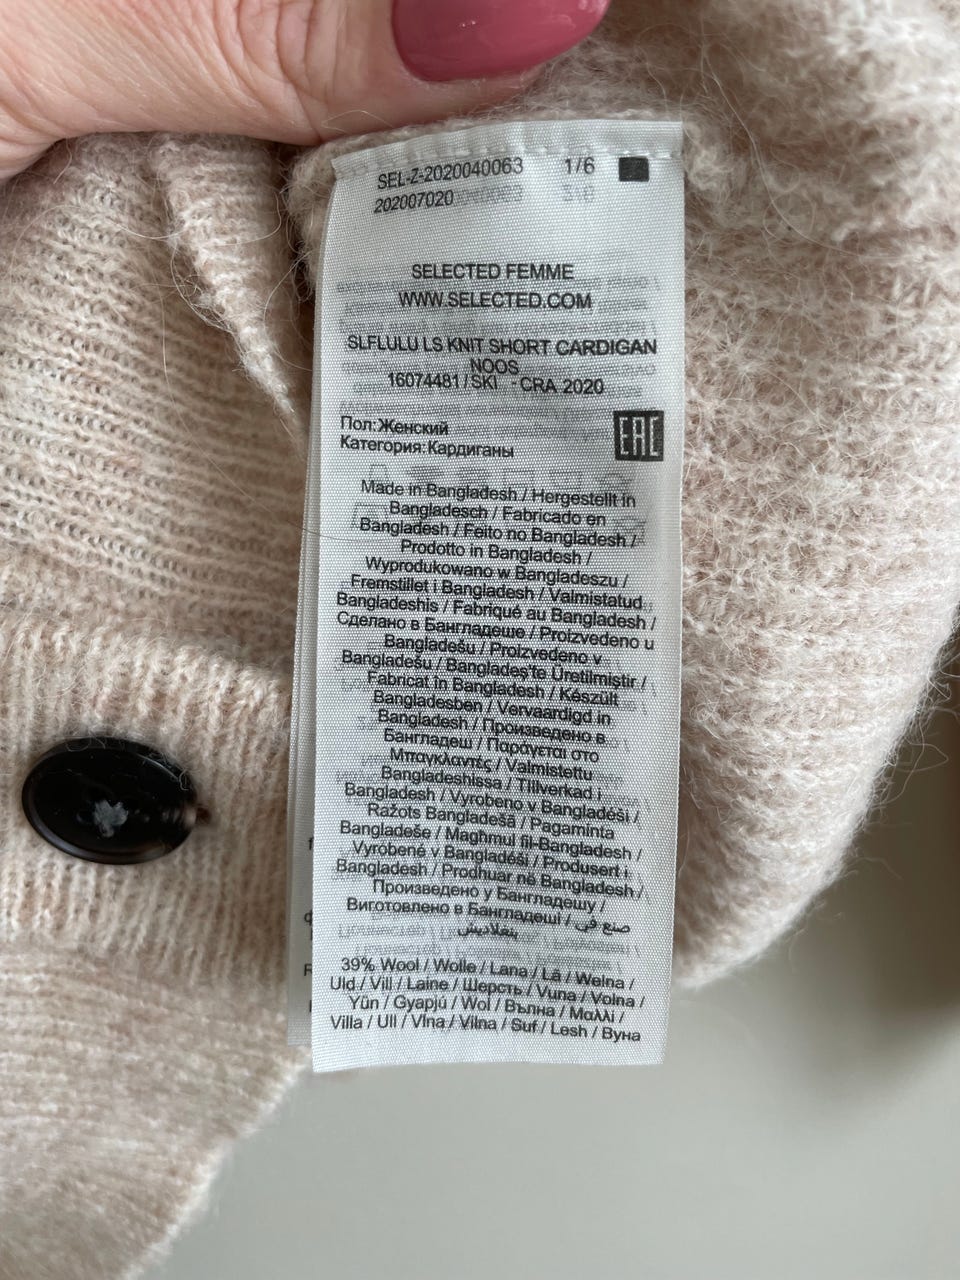 SEL-Z-2020040063 1/6
202007020
SELECTED FEMME
WWW.SELECTED.COM
SLFLULU LS KNIT SHORT CARDIGAN
NOOS
16074481 / SKI - CRA 2020
Пол: Женский
Категория: Кардиганы
EAC
Made in Bangladesh / Hergestellt in
Bangladesch / Fabricado en
Bangladesh / Feito no Bangladesh /
Prodotto in Bangladesh /
Wyprodukowano w Bangladeszu /
Fremstillet i Bangladesh / Valmistatud
Bangladeshis / Fabriqué au Bangladesh /
Сделано в Бангладеше / Proizvedeno u
Bangladešu / Proizvedeno v
Bangladešu / Bangladeş'te Üretilmiştir /
Fabricat în Bangladesh / Készült
Bangladesben / Vervaardigd in
Bangladesh / Произведено в
Бангладеш / Παράγεται στο
Μπαγκλαντές / Valmistettu
Bangladeshissa / Tillverkad i
Bangladesh / Vyrobeno v Bangladéši /
Ražots Bangladešā / Pagaminta
Bangladeše / Magħmul fil-Bangladesh /
Vyrobené v Bangladéši / Produsert i
Bangladesh / Prodhuar në Bangladesh /
Произведено у Бангладешу /
Виготовлено в Бангладеші / صنع في
بنغلاديش
39% Wool / Wolle / Lana / Lã / Wełna /
Uld / Vill / Laine / Шерсть / Vuna / Volna /
Yün / Gyapjú / Wol / Вълна / Μαλλί /
Villa / Ull / Vlna / Vilna / Suf / Lesh / Вуна